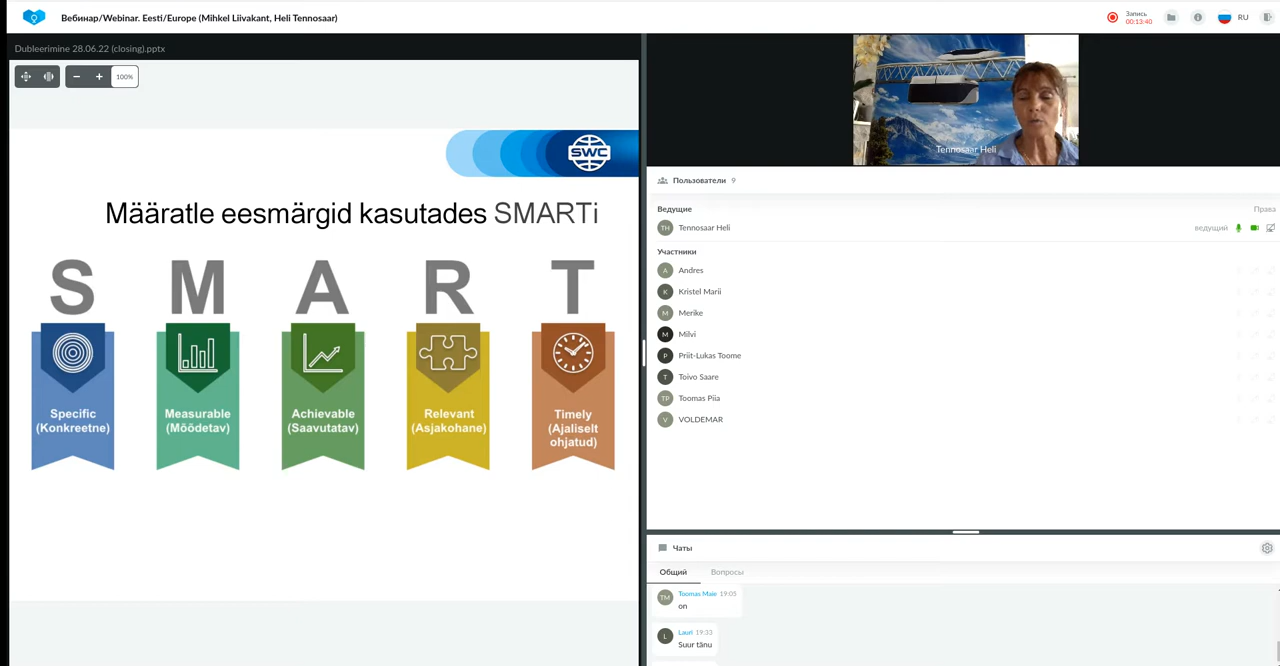 Вебинар/Webinar. Eesti/Europe (Mihkel Liivakant, Heli Tennosaar)
Запись
00:13:40
RU
Dubleerimine 28.06.22 (closing).pptx
100%
SWC
Määratle eesmärgid kasutades SMARTi
S M A R T
Specific
(Konkreetne)
Measurable
(Mõõdetav)
Achievable
(Saavutatav)
Relevant
(Asjakohane)
Timely
(Ajaliselt
ohjatud)
Tennosaar Heli
Пользователи 9
Ведущие Права
TH Tennosaar Heli ведущий
Участники
A Andres
K Kristel Marii
M Merike
M Milvi
P Priit-Lukas Toome
T Toivo Saare
TP Toomas Piia
V VOLDEMAR
Чаты
Общий Вопросы
TM Toomas Maie 19:05
on
L Lauri 19:33
Suur tänu